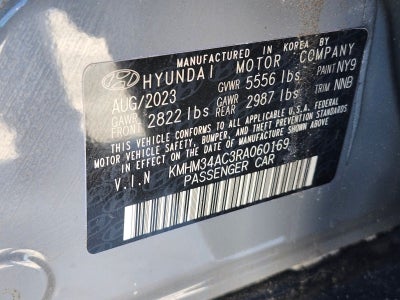 MANUFACTURED IN KOREA BY
HYUNDAI MOTOR COMPANY
AUG/2023 GVWR 5556 lbs PAINT NY9
GAWR FRONT 2822 lbs GAWR REAR 2987 lbs TRIM NNB
THIS VEHICLE CONFORMS TO ALL APPLICABLE U.S.A. FEDERAL
MOTOR VEHICLE SAFETY, BUMPER, AND THEFT PREVENTION
STANDARDS IN EFFECT ON THE DATE OF MANUFACTURE SHOWN ABOVE.
V.I.N KMHM34AC3RA060169
PASSENGER CAR